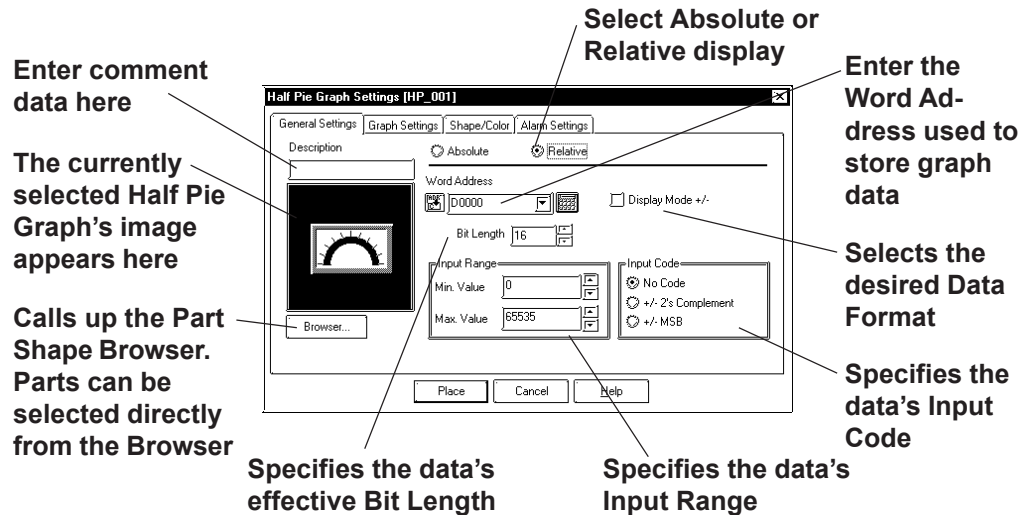 Select Absolute or
Relative display
Enter comment
data here
The currently
selected Half Pie
Graph's image
appears here
Calls up the Part
Shape Browser.
Parts can be
selected directly
from the Browser
Half Pie Graph Settings [HP_001]
General Settings Graph Settings Shape/Color Alarm Settings
Description
Absolute Relative
Word Address
D0000
Display Mode +/-
Bit Length 16
Input Range
Min. Value 0
Max. Value 65535
Input Code
No Code
+/- 2's Complement
+/- MSB
Browser...
Place Cancel Help
Enter the
Word Ad-
dress used to
store graph
data
Selects the
desired Data
Format
Specifies the
data's Input
Code
Specifies the data's
effective Bit Length
Specifies the data's
Input Range